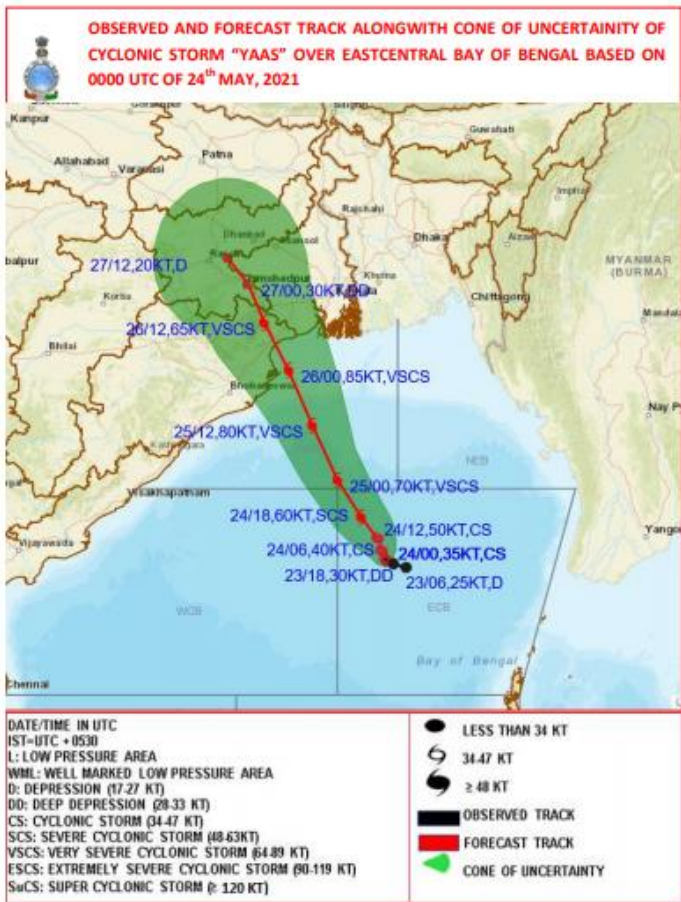 OBSERVED AND FORECAST TRACK ALONGWITH CONE OF UNCERTAINITY OF
CYCLONIC STORM “YAAS” OVER EASTCENTRAL BAY OF BENGAL BASED ON
0000 UTC OF 24th MAY, 2021
Kanpur
Guwahati
Allahabad
Varanasi
Patna
Imphal
Rajshahi
Dhanbad
Dhaka
Aizawl
27/12,20KT,D
MYANMAR
(BURMA)
Khulna
27/00,30KT,DD
Korba
Chittagong
26/12,65KT,VSCS
Bhilai
26/00,85KT,VSCS
25/12,80KT,VSCS
NEB
25/00,70KT,VSCS
Visakhapatnam
24/18,60KT,SCS
24/12,50KT,CS
Vijayawada
24/06,40KT,CS
24/00,35KT,CS
23/18,30KT,DD
23/06,25KT,D
WCB
ECB
Bay of Bengal
Chennai
DATE/TIME IN UTC
IST=UTC +0530
L: LOW PRESSURE AREA
WML: WELL MARKED LOW PRESSURE AREA
D: DEPRESSION (17-27 KT)
DD: DEEP DEPRESSION (28-33 KT)
CS: CYCLONIC STORM (34-47 KT)
SCS: SEVERE CYCLONIC STORM (48-63KT)
VSCS: VERY SEVERE CYCLONIC STORM (64-89 KT)
ESCS: EXTREMELY SEVERE CYCLONIC STORM (90-119 KT)
SuCS: SUPER CYCLONIC STORM (≥ 120 KT)
LESS THAN 34 KT
34-47 KT
≥ 48 KT
OBSERVED TRACK
FORECAST TRACK
CONE OF UNCERTAINTY